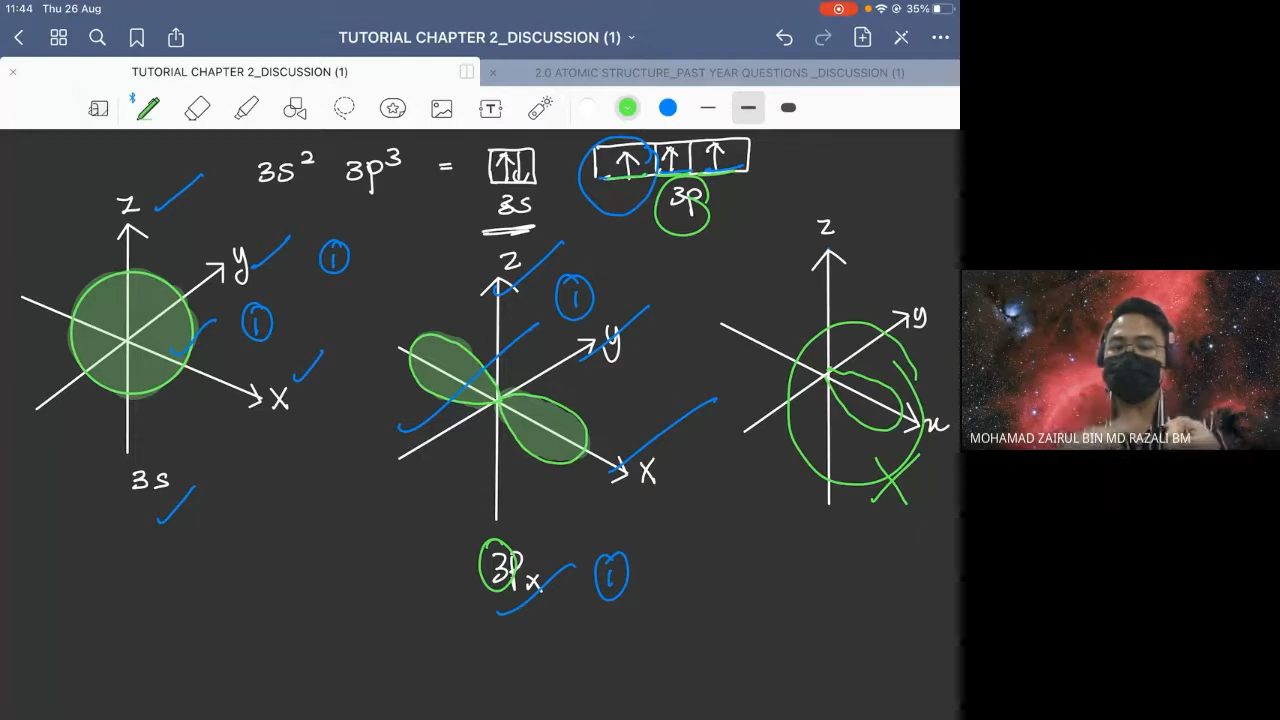 11:44 Thu 26 Aug
35%
TUTORIAL CHAPTER 2_DISCUSSION (1)
TUTORIAL CHAPTER 2_DISCUSSION (1)
2.0 ATOMIC STRUCTURE_PAST YEAR QUESTIONS _DISCUSSION (1)
T
3s² 3p³ = ↑↓ ↑ ↑ ↑
3s 3p
z y x
1
1
3s
z y x
1
3px 1
z y x
MOHAMAD ZAIRUL BIN MD RAZALI BM